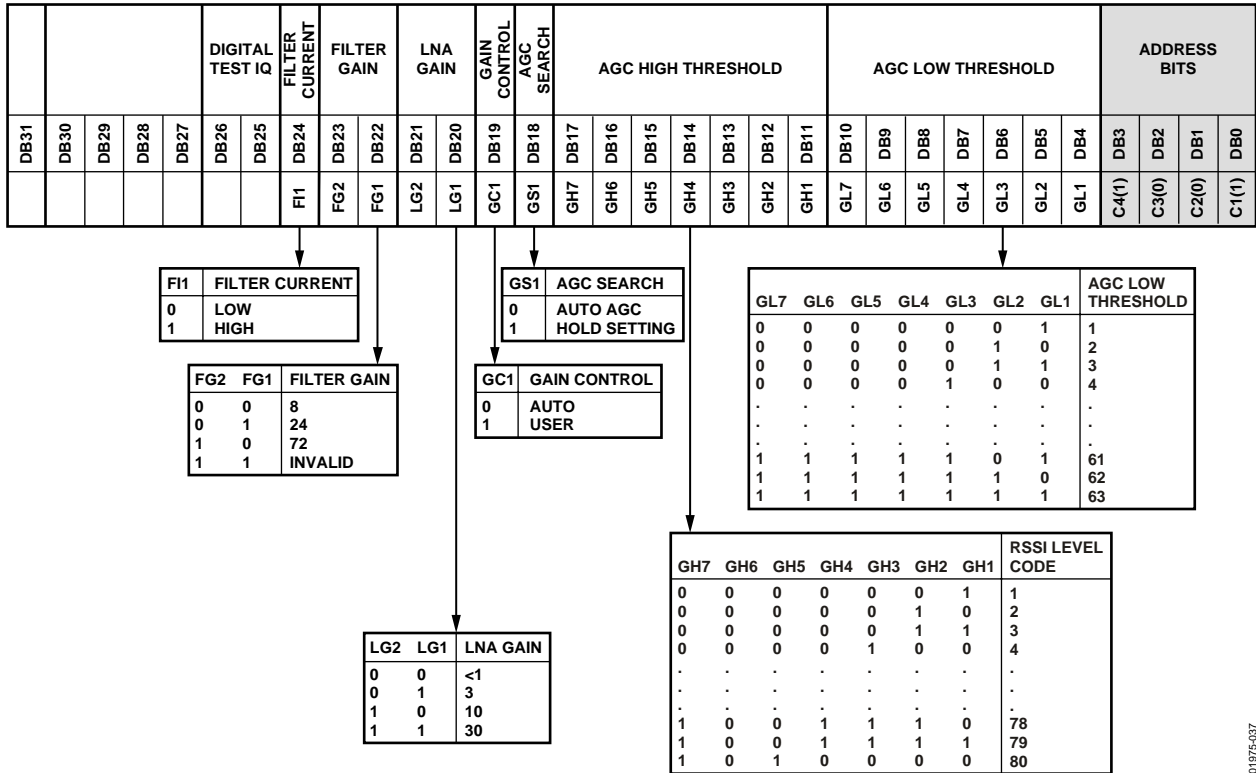 DIGITAL TEST IQ
FILTER CURRENT
FILTER GAIN
LNA GAIN
GAIN CONTROL
AGC SEARCH
AGC HIGH THRESHOLD
AGC LOW THRESHOLD
ADDRESS BITS
DB31 DB30 DB29 DB28 DB27 DB26 DB25 DB24 DB23 DB22 DB21 DB20 DB19 DB18 DB17 DB16 DB15 DB14 DB13 DB12 DB11 DB10 DB9 DB8 DB7 DB6 DB5 DB4 DB3 DB2 DB1 DB0
FI1 FG2 FG1 LG2 LG1 GC1 GS1 GH7 GH6 GH5 GH4 GH3 GH2 GH1 GL7 GL6 GL5 GL4 GL3 GL2 GL1 C4(1) C3(0) C2(0) C1(1)
FI1 FILTER CURRENT
0 LOW
1 HIGH
GS1 AGC SEARCH
0 AUTO AGC
1 HOLD SETTING
FG2 FG1 FILTER GAIN
0 0 8
0 1 24
1 0 72
1 1 INVALID
GC1 GAIN CONTROL
0 AUTO
1 USER
GL7 GL6 GL5 GL4 GL3 GL2 GL1 AGC LOW THRESHOLD
0 0 0 0 0 0 1 1
0 0 0 0 0 1 0 2
0 0 0 0 0 1 1 3
0 0 0 0 1 0 0 4
. . . . . . . .
. . . . . . . .
. . . . . . . .
1 1 1 1 1 0 1 61
1 1 1 1 1 1 0 62
1 1 1 1 1 1 1 63
GH7 GH6 GH5 GH4 GH3 GH2 GH1 RSSI LEVEL CODE
0 0 0 0 0 0 1 1
0 0 0 0 0 1 0 2
0 0 0 0 0 1 1 3
0 0 0 0 1 0 0 4
. . . . . . . .
. . . . . . . .
. . . . . . . .
1 0 0 1 1 1 0 78
1 0 0 1 1 1 1 79
1 0 1 0 0 0 0 80
LG2 LG1 LNA GAIN
0 0 <1
0 1 3
1 0 10
1 1 30
01975-037